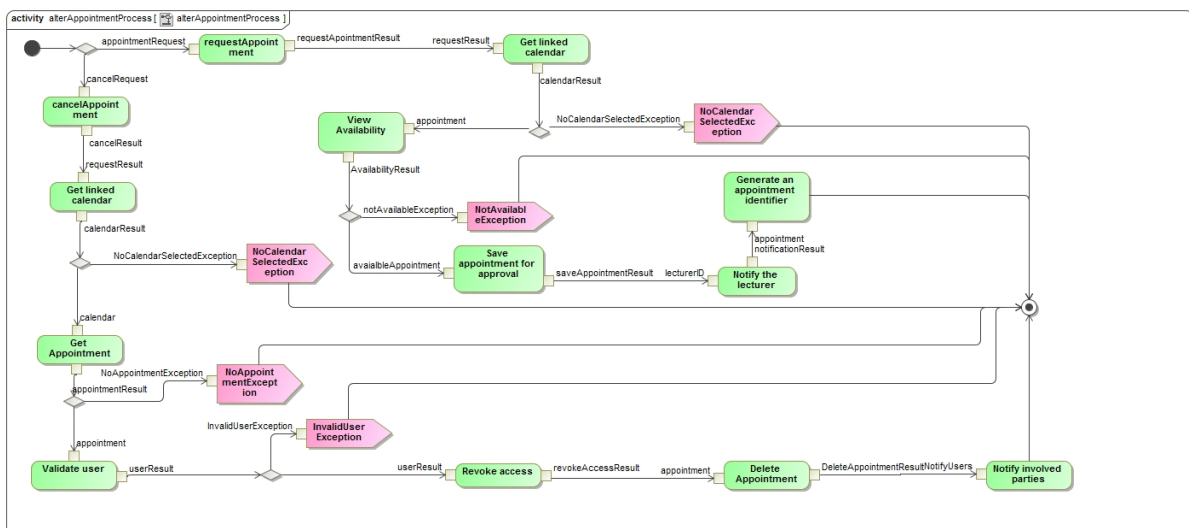 activity alterAppointmentProcess [ alterAppointmentProcess ]
appointmentRequest
requestAppoint
ment
requestApointmentResult
requestResult
Get linked
calendar
cancelRequest
calendarResult
cancelAppoint
ment
View
Availability
appointment
NoCalendarSelectedException
NoCalendar
SelectedExc
eption
cancelResult
requestResult
AvailabilityResult
Get linked
calendar
Generate an
appointment
identifier
notAvailableException
NotAvailabl
eException
calendarResult
appointment
notificationResult
NoCalendarSelectedException
NoCalendar
SelectedExc
eption
avaialbleAppointment
Save
appointment for
approval
saveAppointmentResult
lecturerID
Notify the
lecturer
calendar
Get
Appointment
NoAppointmentException
NoAppoint
mentExcept
ion
appointmentResult
InvalidUserException
InvalidUser
Exception
appointment
Validate user
userResult
userResult
Revoke access
revokeAccessResult
appointment
Delete
Appointment
DeleteAppointmentResult
NotifyUsers
Notify involved
parties